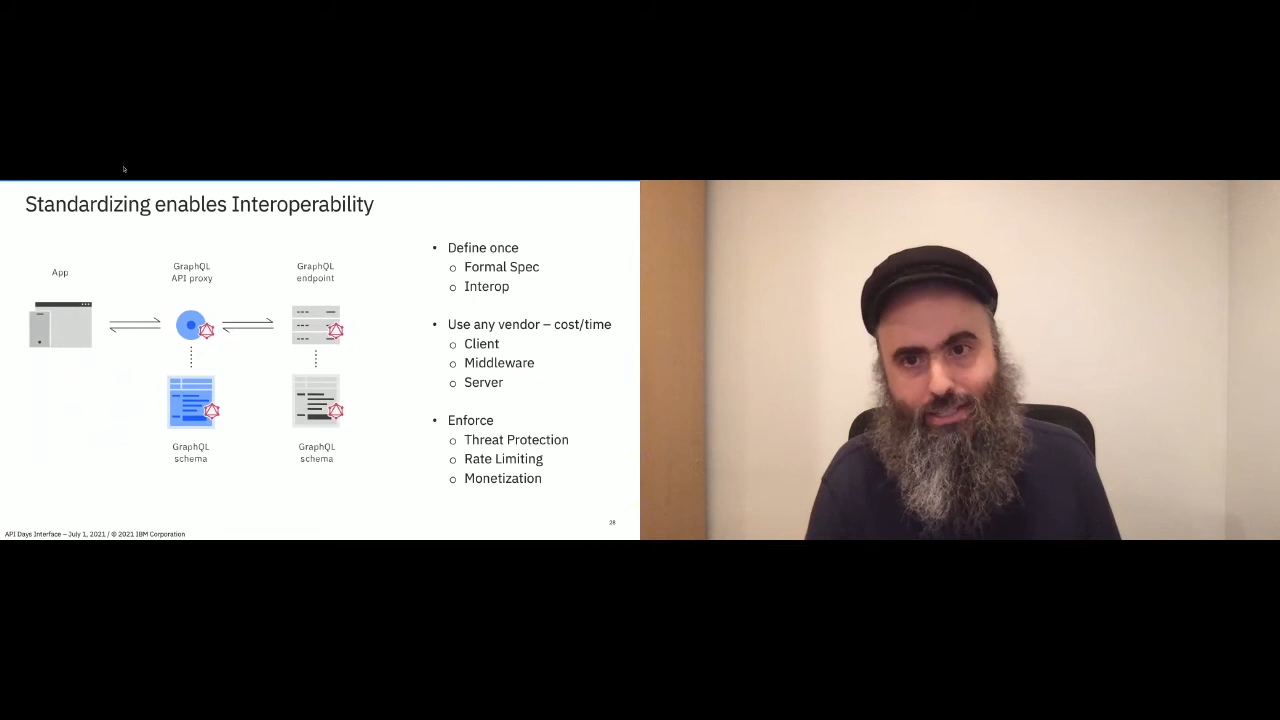 Standardizing enables Interoperability
App
GraphQL
API proxy
GraphQL
endpoint
GraphQL
schema
GraphQL
schema
• Define once
o Formal Spec
o Interop
• Use any vendor – cost/time
o Client
o Middleware
o Server
• Enforce
o Threat Protection
o Rate Limiting
o Monetization
28
API Days Interface – July 1, 2021 / © 2021 IBM Corporation